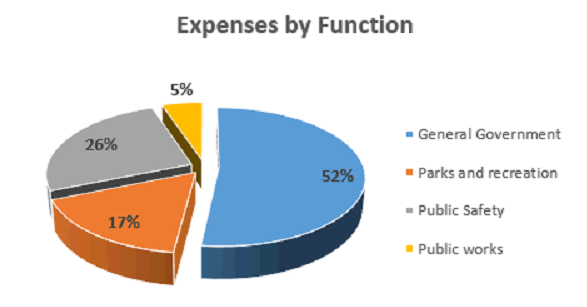 Expenses by Function
5%
26%
52%
17%
General Government
Parks and recreation
Public Safety
Public works